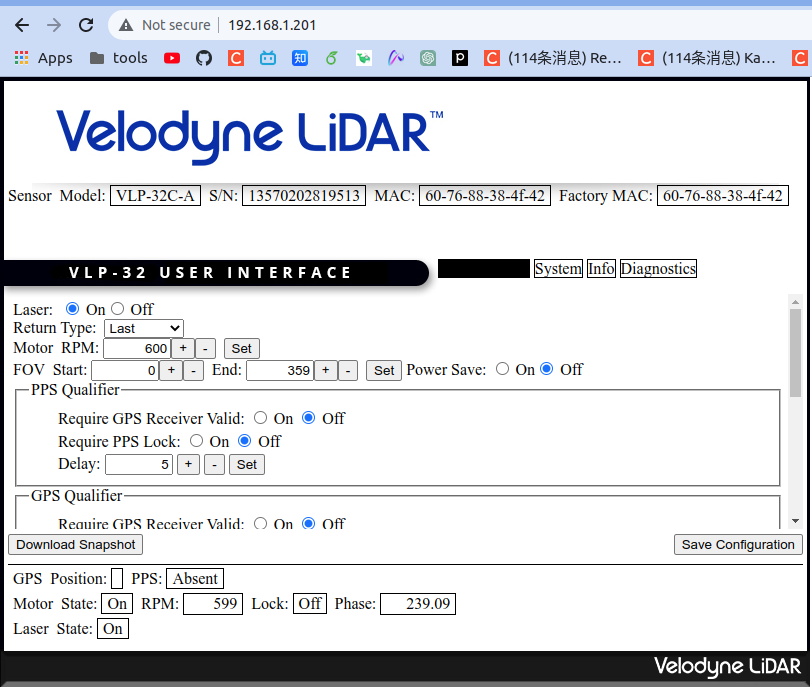 Not secure 192.168.1.201
Apps tools (114条消息) Re... (114条消息) Ka...
Velodyne LiDAR™
Sensor Model: VLP-32C-A S/N: 13570202819513 MAC: 60-76-88-38-4f-42 Factory MAC: 60-76-88-38-4f-42
VLP-32 USER INTERFACE System Info Diagnostics
Laser: On Off
Return Type: Last
Motor RPM: 600 + - Set
FOV Start: 0 + - End: 359 + - Set Power Save: On Off
PPS Qualifier
Require GPS Receiver Valid: On Off
Require PPS Lock: On Off
Delay: 5 + - Set
GPS Qualifier
Require GPS Receiver Valid: On Off
Download Snapshot Save Configuration
GPS Position: PPS: Absent
Motor State: On RPM: 599 Lock: Off Phase: 239.09
Laser State: On
Velodyne LiDAR